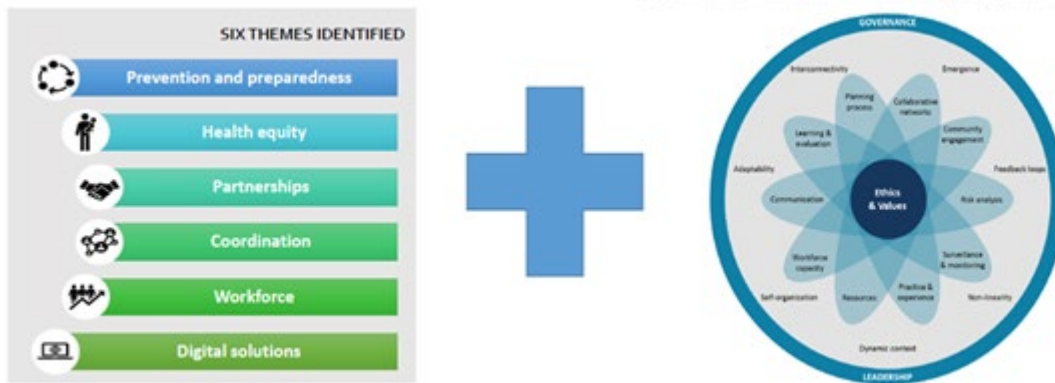 SIX THEMES IDENTIFIED
Prevention and preparedness
Health equity
Partnerships
Coordination
Workforce
Digital solutions
GOVERNANCE
Interconnectivity
Emergence
Planning
process
Collaborative
networks
Learning &
evaluation
Community
engagement
Adaptability
Feedback loops
Ethics
& Values
Communication
Risk analysis
Workforce
capacity
Surveillance
& monitoring
Self-organization
Resources
Practice &
experience
Non-linearity
Dynamic context
LEADERSHIP